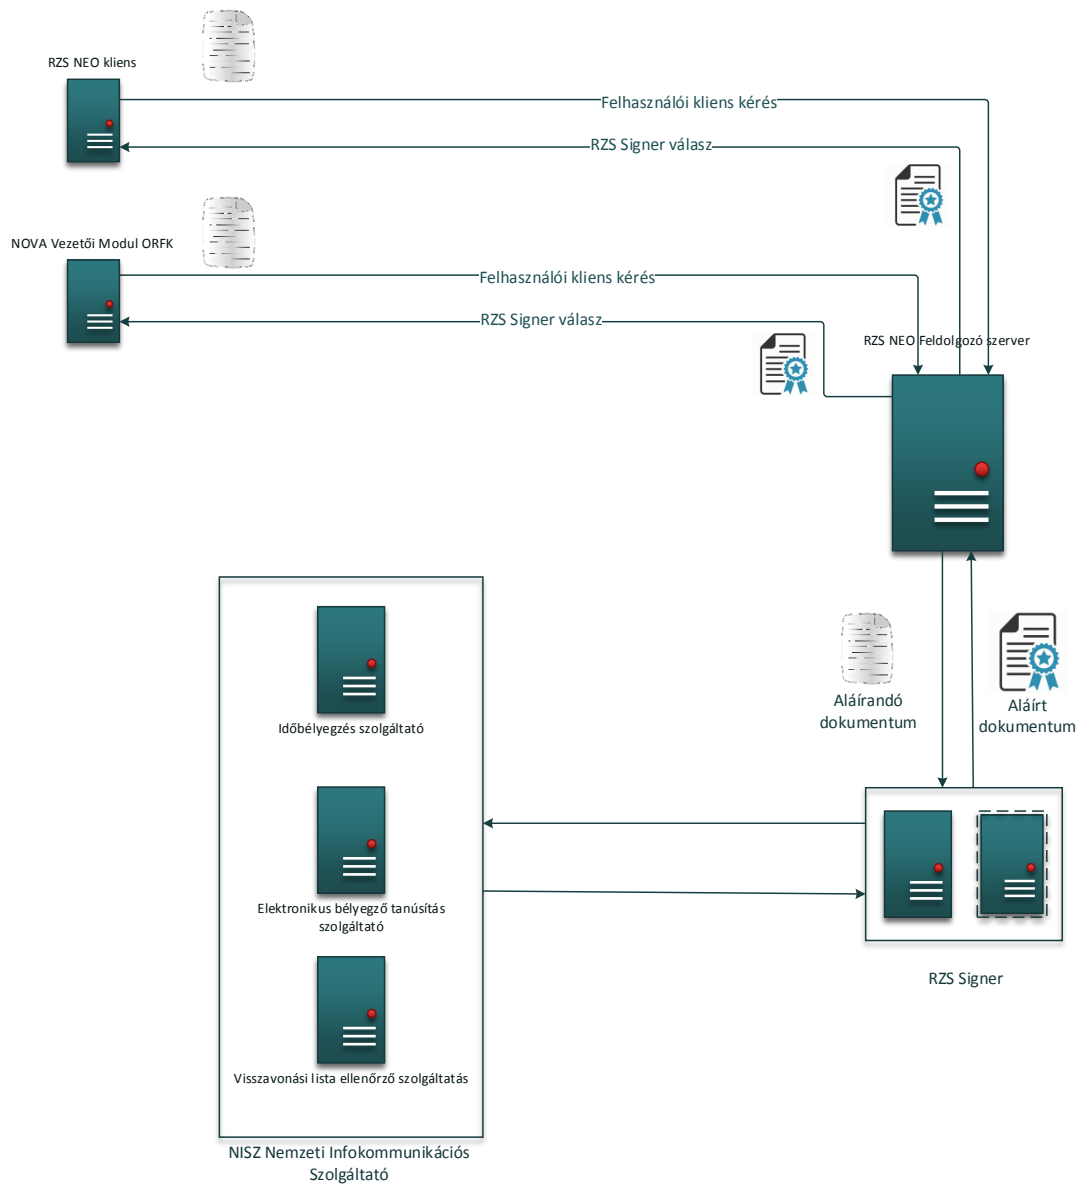 RZS NEO kliens
Felhasználói kliens kérés
RZS Signer válasz
NOVA Vezetői Modul ORFK
Felhasználói kliens kérés
RZS Signer válasz
RZS NEO Feldolgozó szerver
Aláírandó
dokumentum
Aláírt
dokumentum
Időbélyegzés szolgáltató
Elektronikus bélyegző tanúsítás
szolgáltató
Visszavonási lista ellenőrző szolgáltatás
RZS Signer
NISZ Nemzeti Infokommunikációs
Szolgáltató